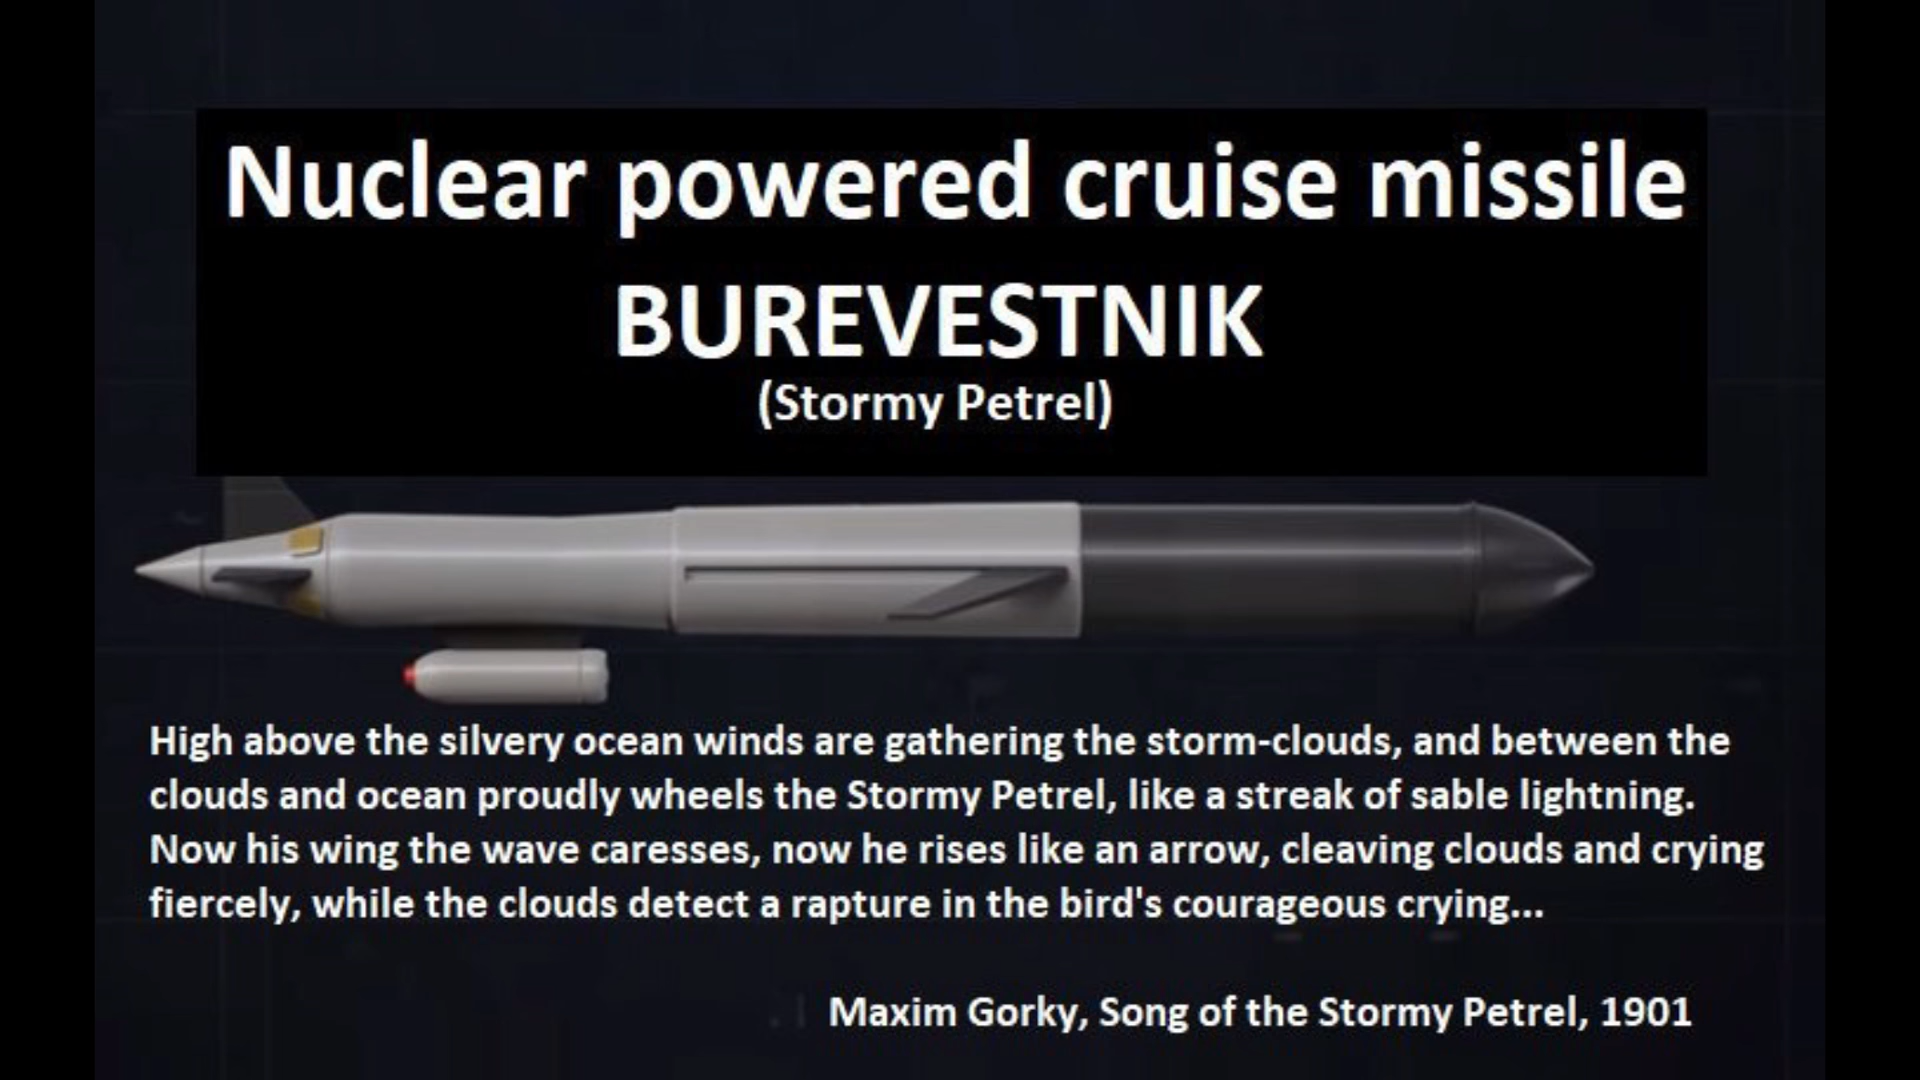 Nuclear powered cruise missile
BUREVESTNIK
(Stormy Petrel)
High above the silvery ocean winds are gathering the storm-clouds, and between the
clouds and ocean proudly wheels the Stormy Petrel, like a streak of sable lightning.
Now his wing the wave caresses, now he rises like an arrow, cleaving clouds and crying
fiercely, while the clouds detect a rapture in the bird's courageous crying...
Maxim Gorky, Song of the Stormy Petrel, 1901